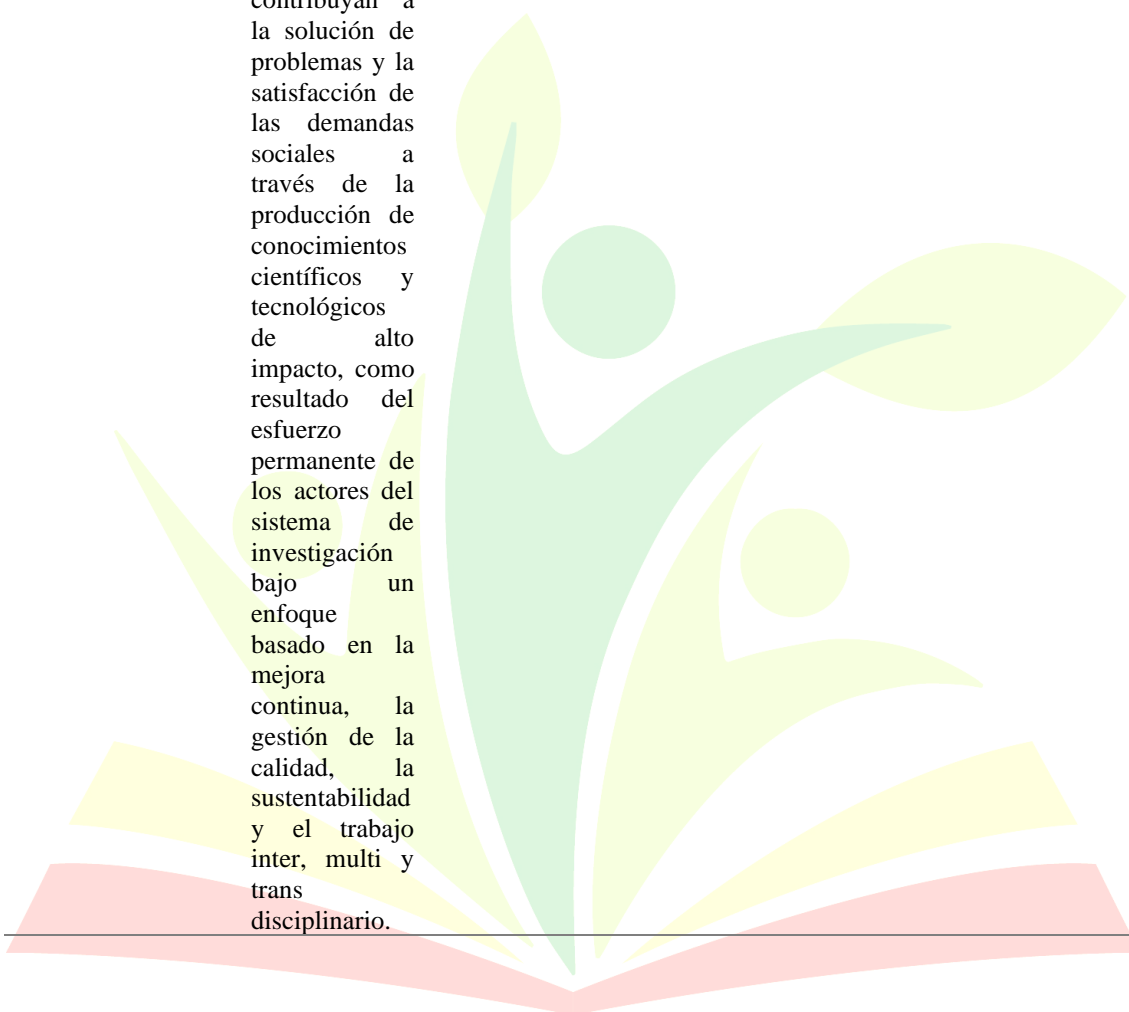 contribuyan a
la solución de
problemas y la
satisfacción de
las demandas
sociales a
través de la
producción de
conocimientos
científicos y
tecnológicos
de alto
impacto, como
resultado del
esfuerzo
permanente de
los actores del
sistema de
investigación
bajo un
enfoque
basado en la
mejora
continua, la
gestión de la
calidad, la
sustentabilidad
y el trabajo
inter, multi y
trans
disciplinario.